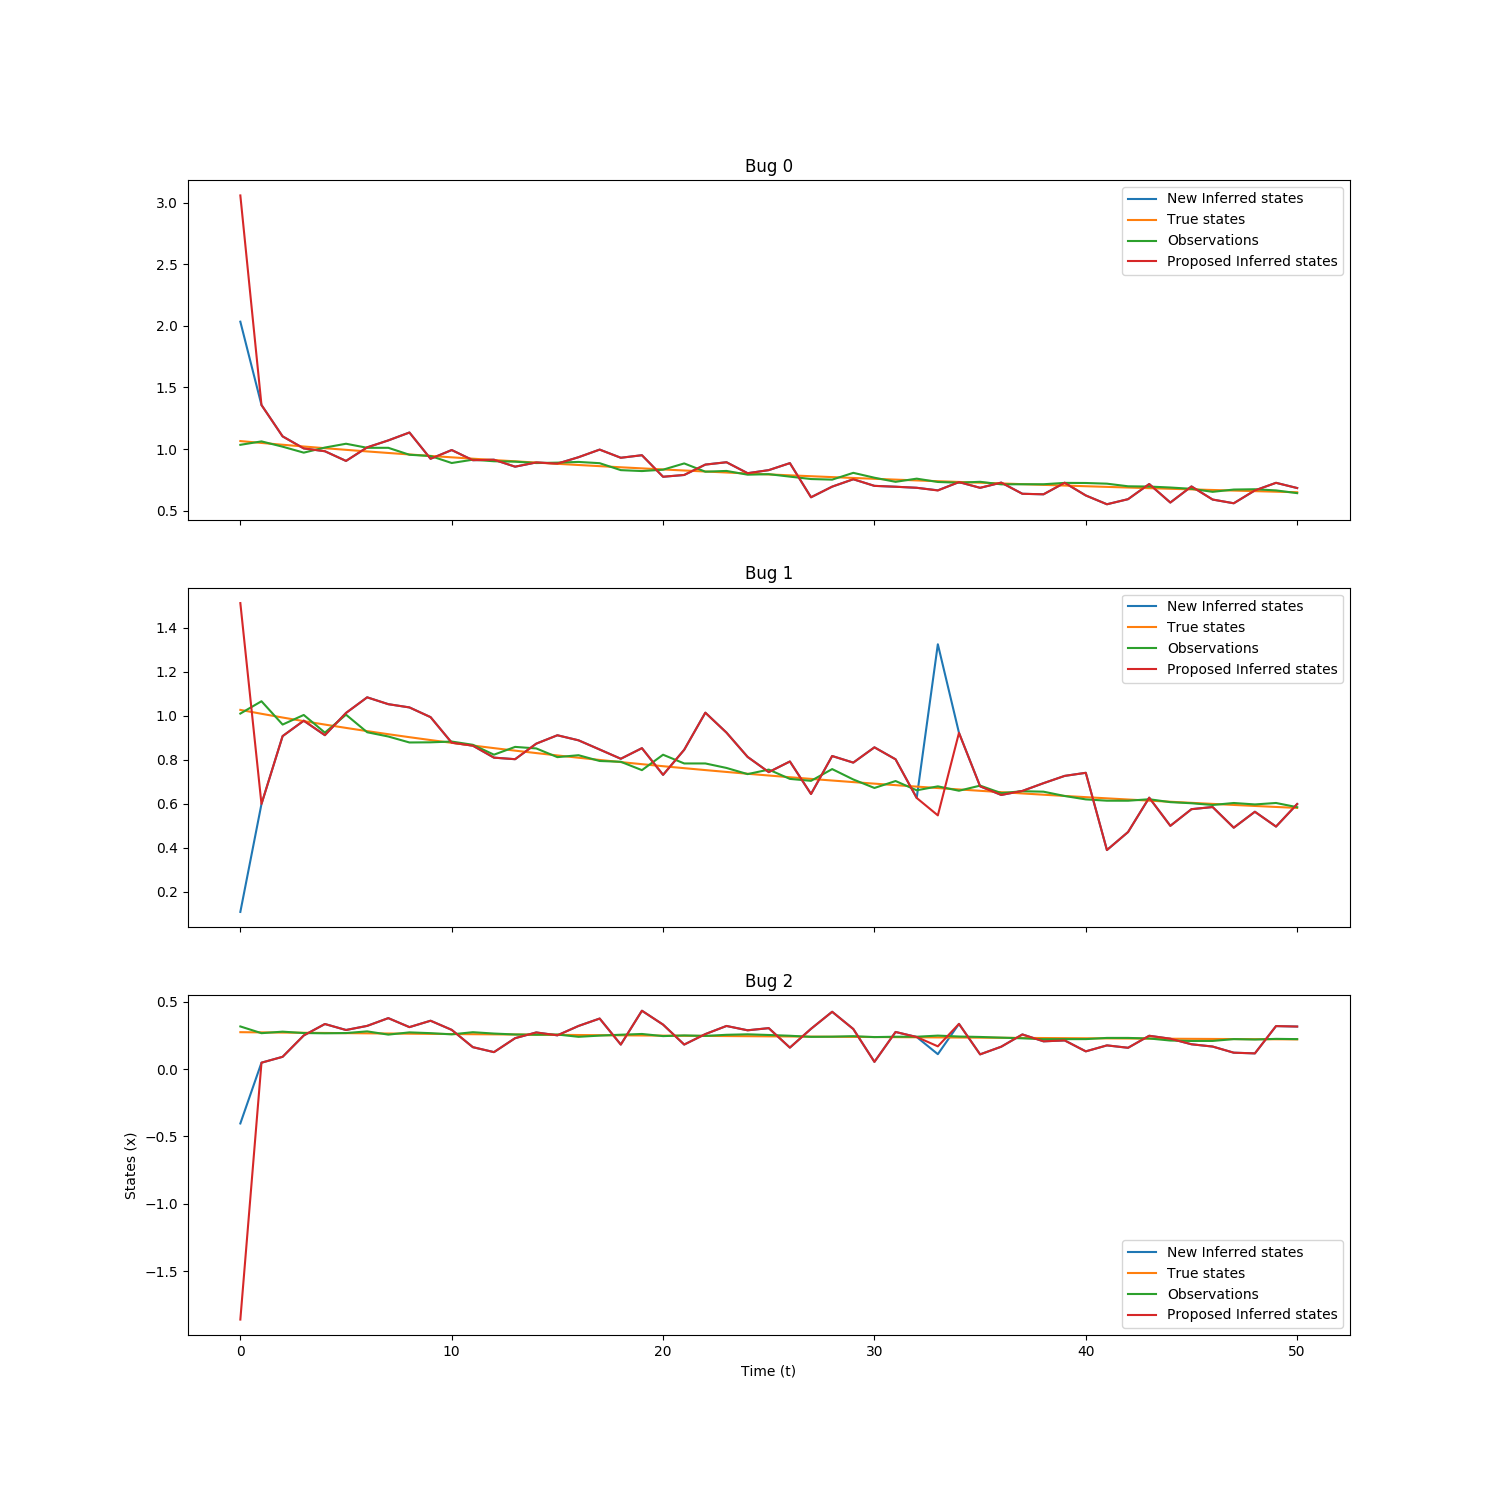 Bug 0
3.0
2.5
2.0
1.5
1.0
0.5
New Inferred states
True states
Observations
Proposed Inferred states
Bug 1
1.4
1.2
1.0
0.8
0.6
0.4
0.2
New Inferred states
True states
Observations
Proposed Inferred states
Bug 2
0.5
0.0
−0.5
−1.0
−1.5
States (x)
New Inferred states
True states
Observations
Proposed Inferred states
0 10 20 30 40 50
Time (t)